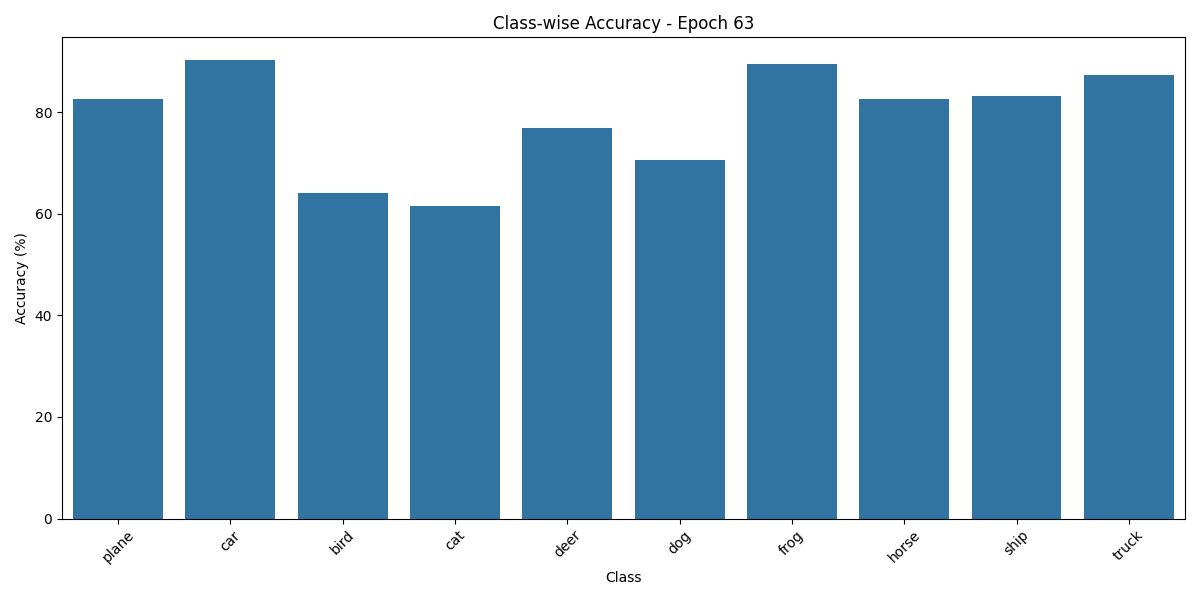 Class-wise Accuracy - Epoch 63
Accuracy (%)
80
60
40
20
0
plane
car
bird
cat
deer
dog
frog
horse
ship
truck
Class